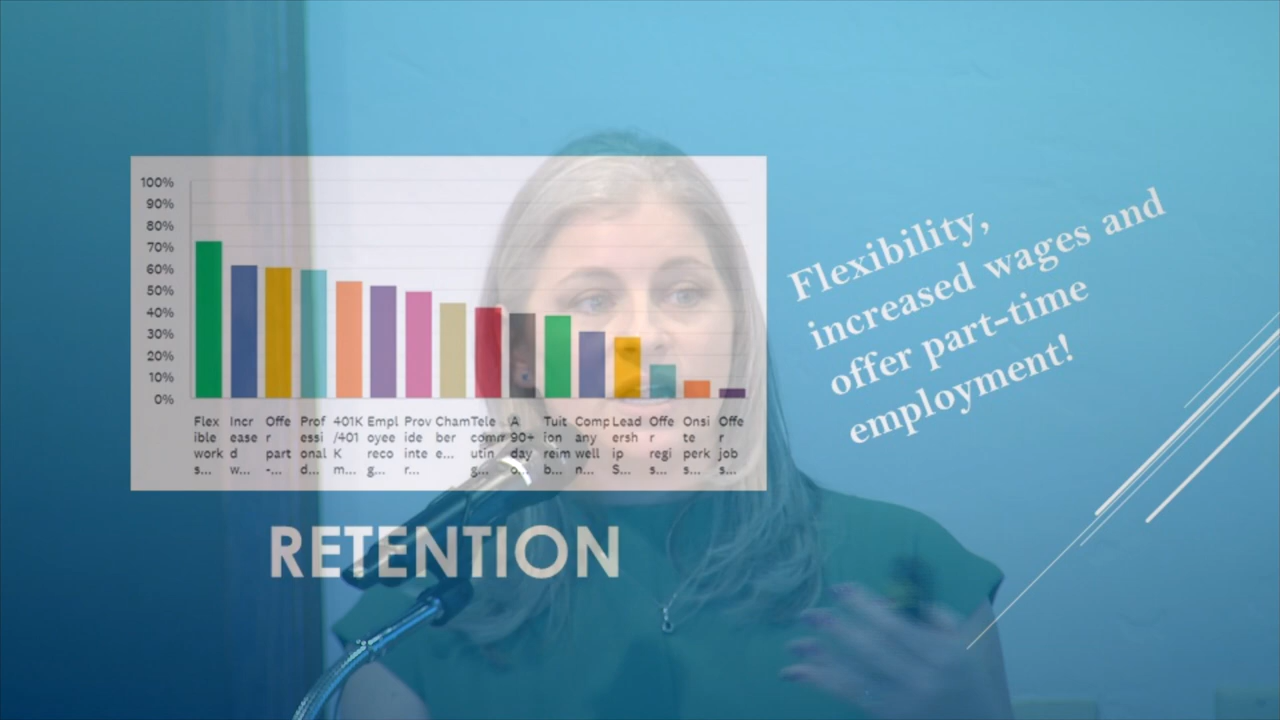 100%
90%
80%
70%
60%
50%
40%
30%
20%
10%
0%
Flex Incr Offe Prof 401K Empl Prov Cham Tele A Tuit Comp Lead Offe Onsi Offe
ible ease r essi /401 oyee ide ber comm 90+ ion any ersh r te r
work d part onal K reco inte e... utin day reim well ip regi perk job
s... w... -... d... m... g... r... g... o... b... n... S... s... s... s...
Flexibility,
increased wages and
offer part-time
employment!
RETENTION